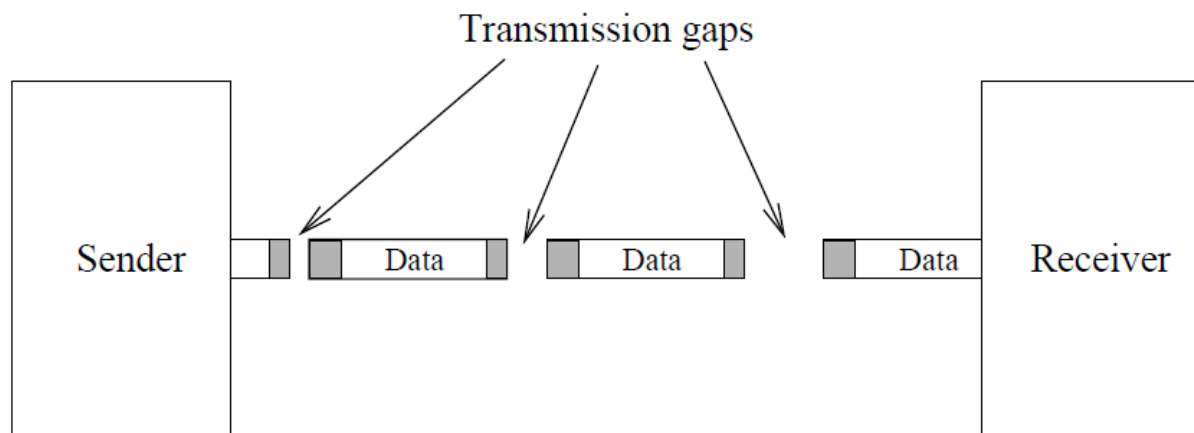 Transmission gaps
Sender
Data
Data
Data
Receiver